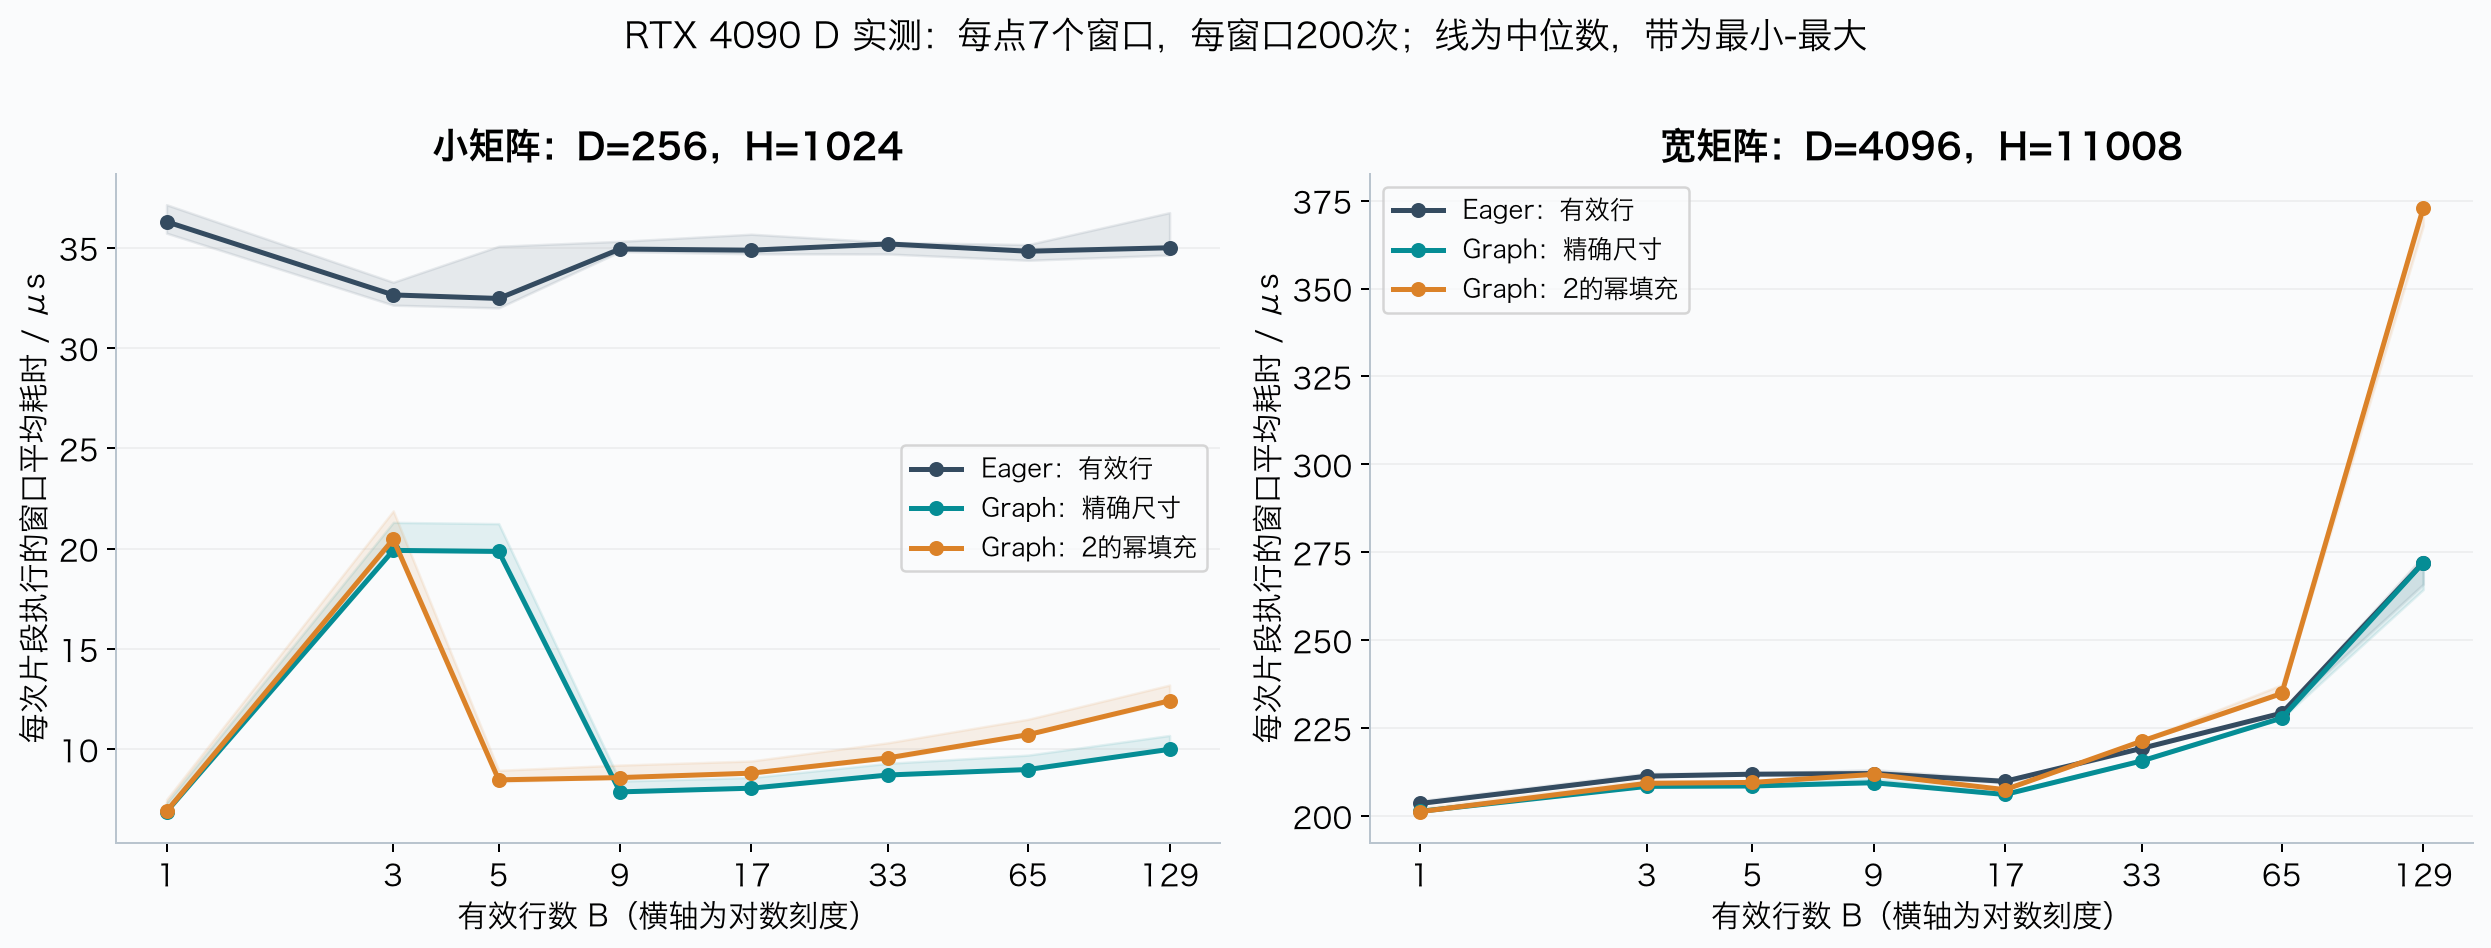 RTX 4090 D 实测：每点7个窗口，每窗口200次；线为中位数，带为最小-最大
小矩阵：D=256，H=1024
每次片段执行的窗口平均耗时 / μs
35
30
25
20
15
10
Eager：有效行
Graph：精确尺寸
Graph：2的幂填充
1 3 5 9 17 33 65 129
有效行数 B（横轴为对数刻度）
宽矩阵：D=4096，H=11008
每次片段执行的窗口平均耗时 / μs
375
350
325
300
275
250
225
200
Eager：有效行
Graph：精确尺寸
Graph：2的幂填充
1 3 5 9 17 33 65 129
有效行数 B（横轴为对数刻度）